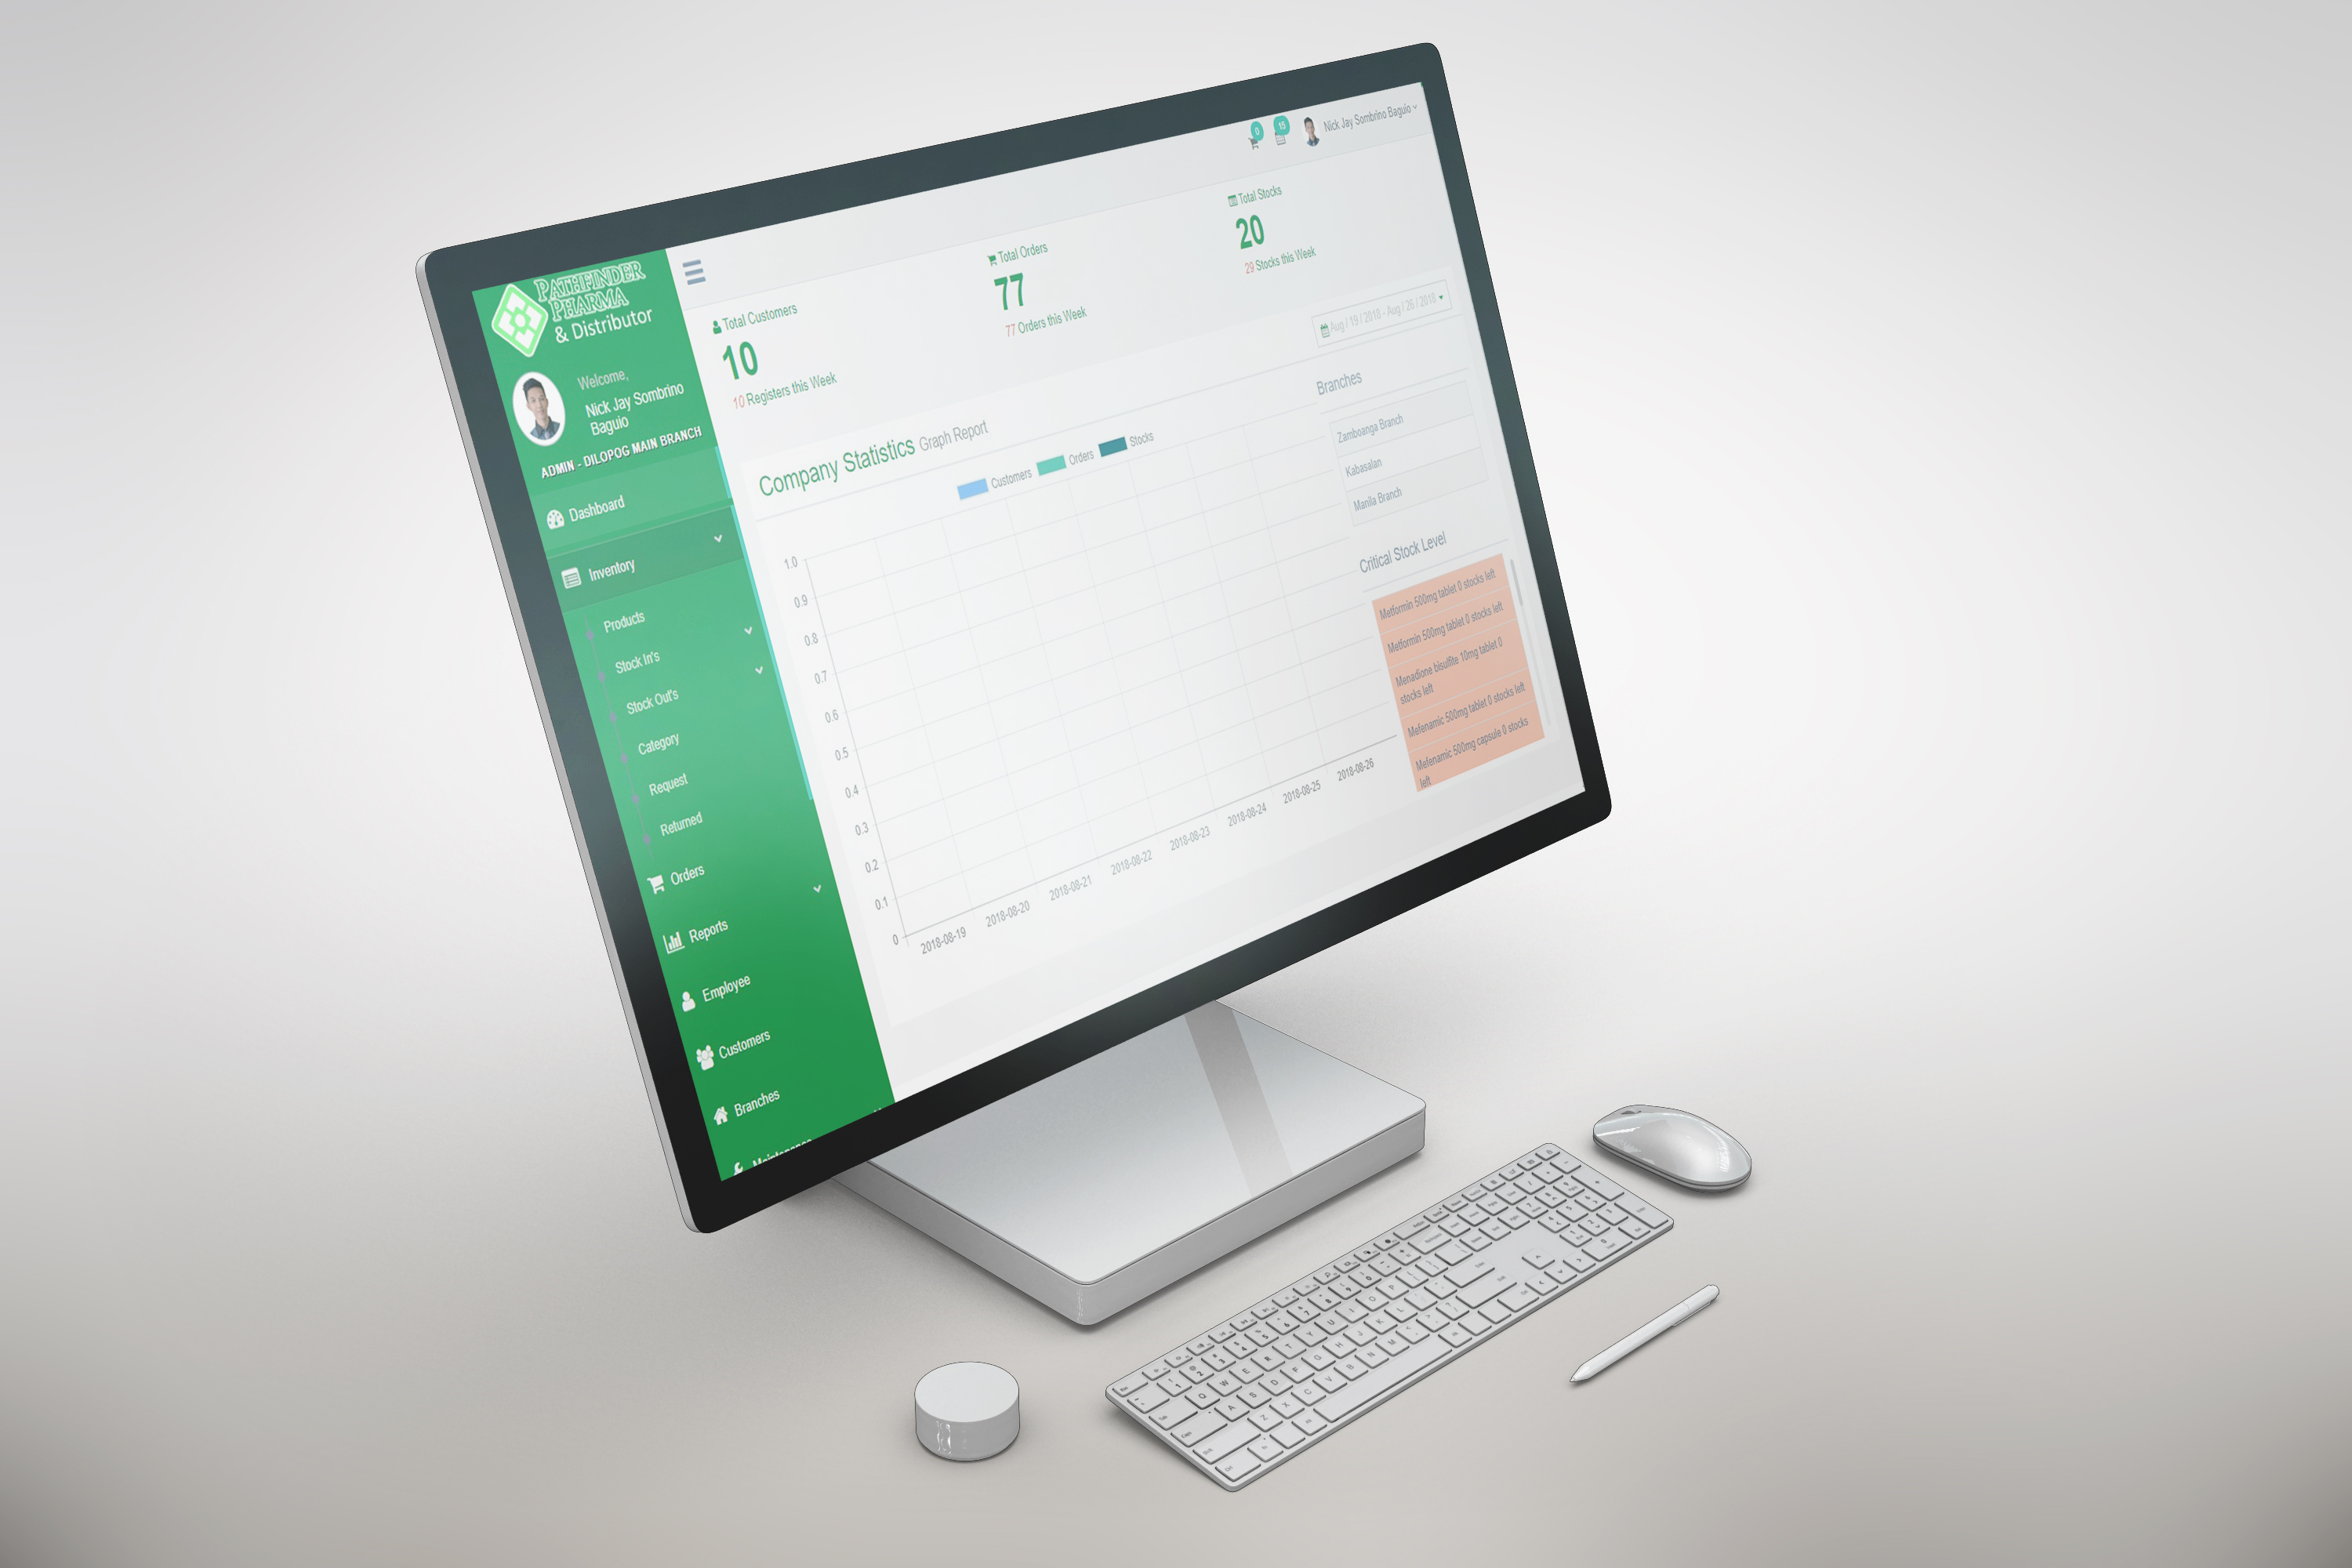 PATHFINDER
PHARMA
& Distributor
Welcome,
Nick Jay Sombrino
Baguio
ADMIN - DILOPOG MAIN BRANCH
Dashboard
Inventory
Products
Stock In's
Stock Out's
Category
Request
Returned
Orders
Reports
Employee
Customers
Branches
0
15
Nick Jay Sombrino Baguio
Total Customers
10
10 Registers this Week
Total Orders
77
77 Orders this Week
Total Stocks
20
29 Stocks this Week
Company Statistics Graph Report
Aug / 19 / 2018 - Aug / 26 / 2018
Customers
Orders
Stocks
1.0
0.9
0.8
0.7
0.6
0.5
0.4
0.3
0.2
0.1
0
2018-08-19
2018-08-20
2018-08-21
2018-08-22
2018-08-23
2018-08-24
2018-08-25
2018-08-26
Branches
Zamboanga Branch
Kabasalan
Manila Branch
Critical Stock Level
Metformin 500mg tablet 0 stocks left
Metformin 500mg tablet 0 stocks left
Menadione bisulfite 10mg tablet 0
stocks left
Mefenamic 500mg tablet 0 stocks left
Mefenamic 500mg capsule 0 stocks
left